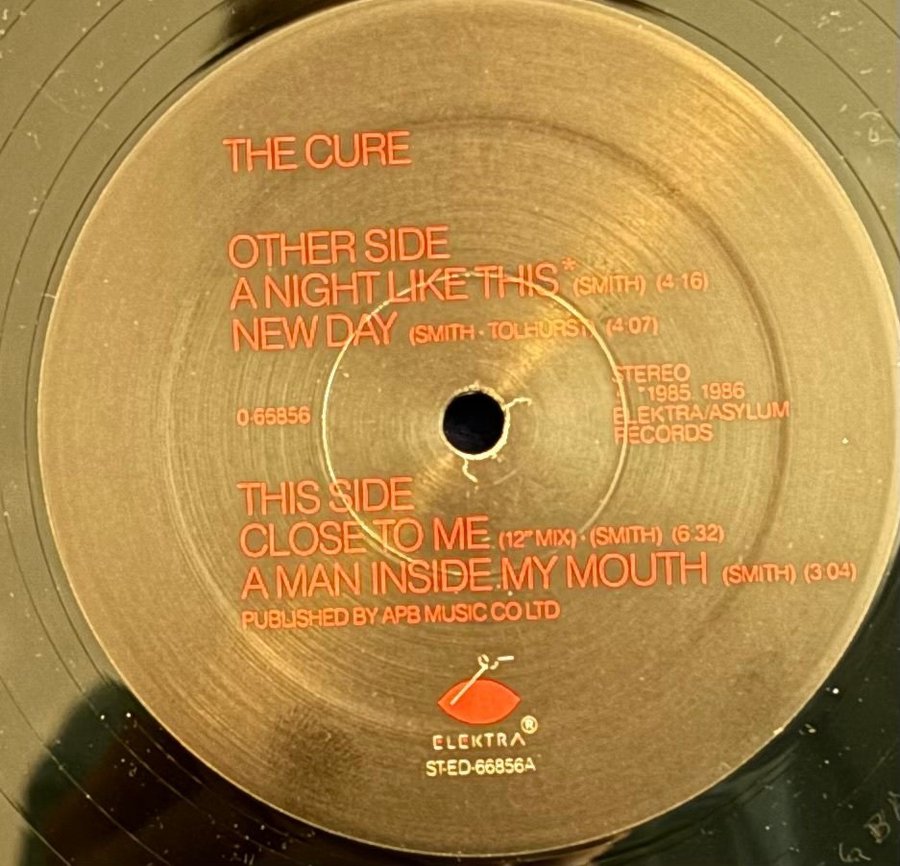 THE CURE
OTHER SIDE
A NIGHT LIKE THIS* (SMITH) (4:16)
NEW DAY (SMITH · TOLHURST) (4:07)
0-66856
STEREO
*1985, 1986
ELEKTRA/ASYLUM
RECORDS
THIS SIDE
CLOSE TO ME (12" MIX) · (SMITH) (6:32)
A MAN INSIDE MY MOUTH (SMITH) (3:04)
PUBLISHED BY APB MUSIC CO LTD
ELEKTRA®
ST-ED-66856A